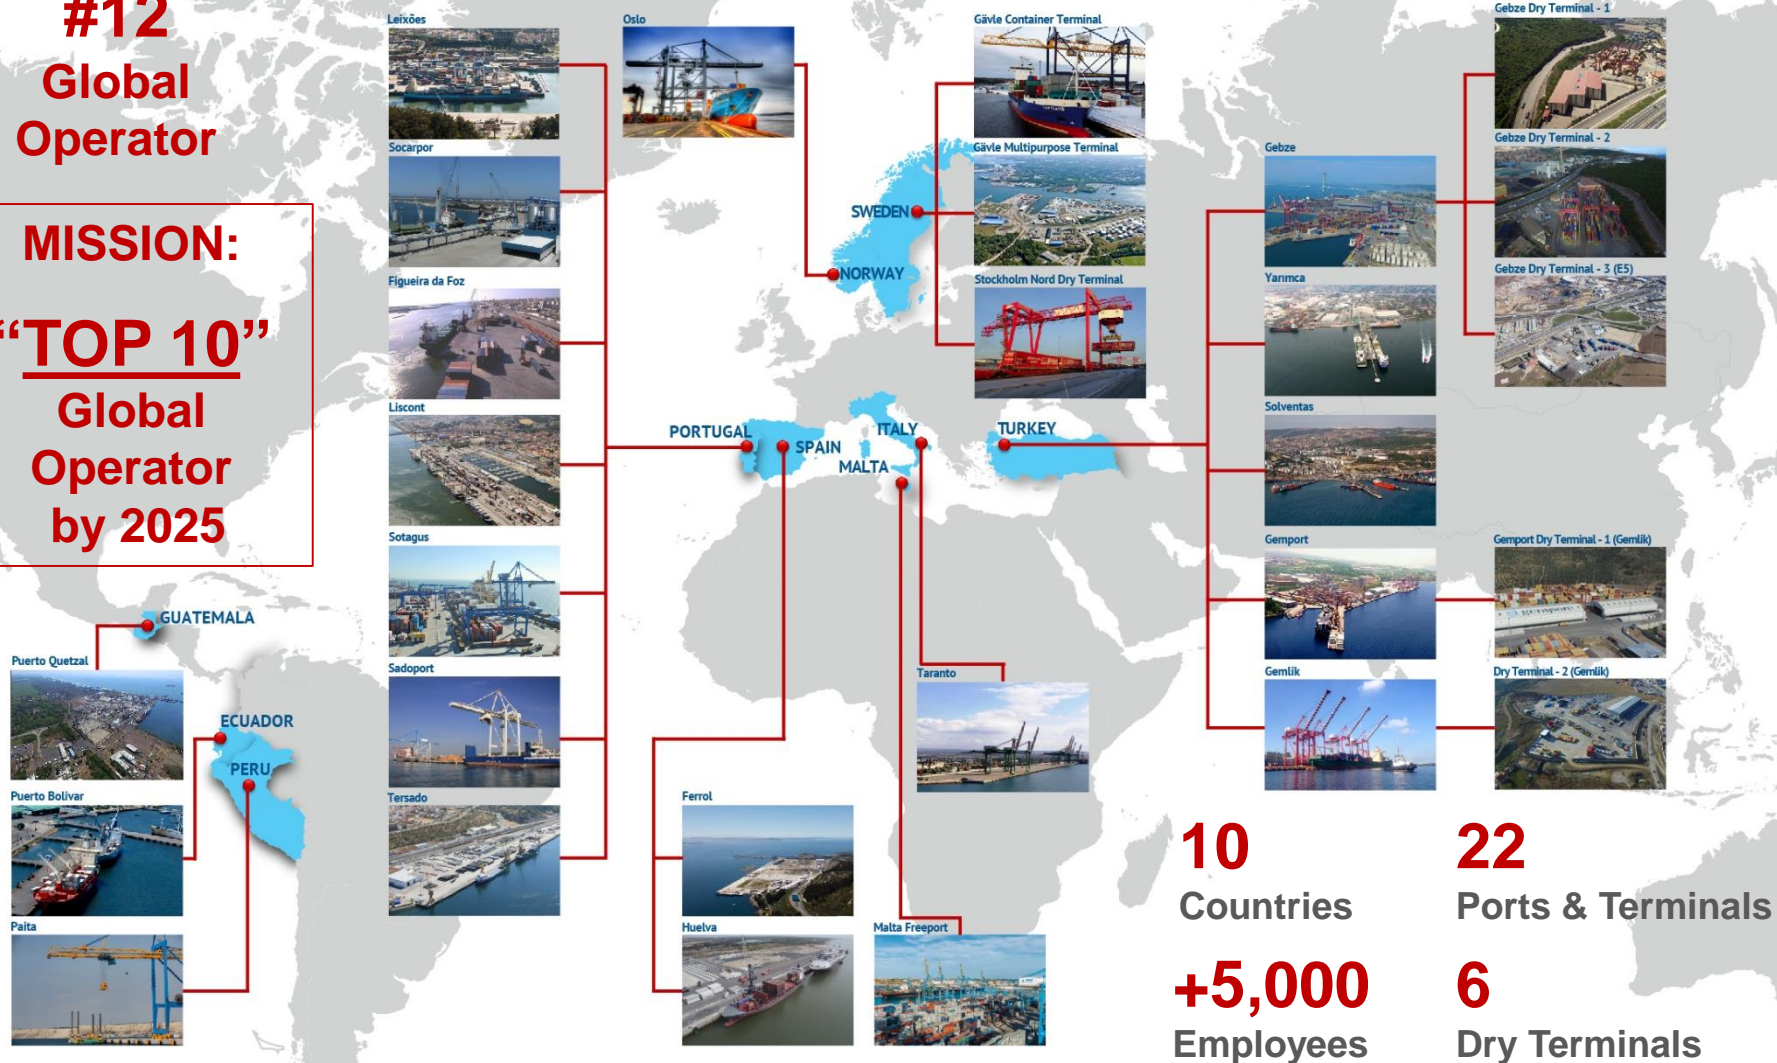 #12
Global
Operator
MISSION:
“TOP 10”
Global
Operator
by 2025
Leixões
Socarpor
Figueira da Foz
Liscont
Sotagus
Sadoport
Tersado
Oslo
Gävle Container Terminal
Gävle Multipurpose Terminal
Stockholm Nord Dry Terminal
SWEDEN
NORWAY
PORTUGAL
SPAIN
ITALY
MALTA
TURKEY
Gebze
Yarımca
Solventas
Gemport
Gemlik
Gebze Dry Terminal - 1
Gebze Dry Terminal - 2
Gebze Dry Terminal - 3 (E5)
Gemport Dry Terminal - 1 (Gemlik)
Dry Terminal - 2 (Gemlik)
GUATEMALA
Puerto Quetzal
ECUADOR
PERU
Puerto Bolivar
Paita
Ferrol
Huelva
Taranto
Malta Freeport
10
Countries
22
Ports & Terminals
+5,000
Employees
6
Dry Terminals